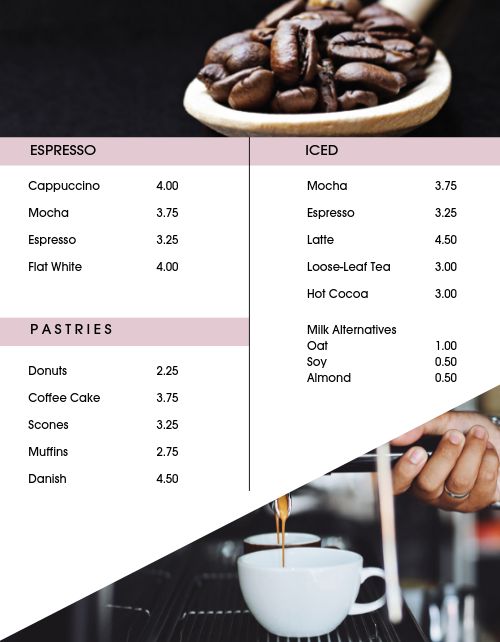 ESPRESSO
Cappuccino 4.00
Mocha 3.75
Espresso 3.25
Flat White 4.00
PASTRIES
Donuts 2.25
Coffee Cake 3.75
Scones 3.25
Muffins 2.75
Danish 4.50
ICED
Mocha 3.75
Espresso 3.25
Latte 4.50
Loose-Leaf Tea 3.00
Hot Cocoa 3.00
Milk Alternatives
Oat 1.00
Soy 0.50
Almond 0.50